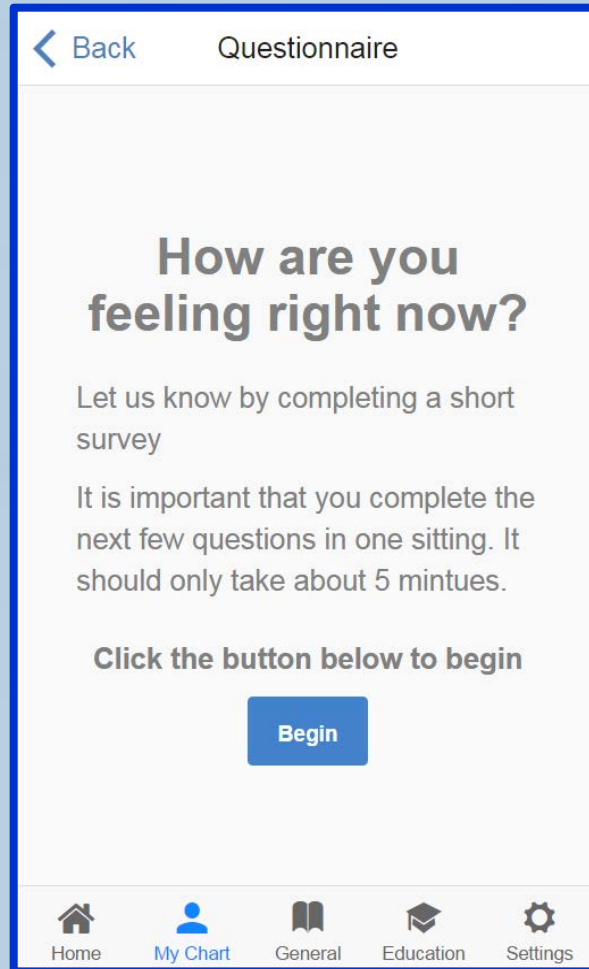 Back Questionnaire
How are you
feeling right now?
Let us know by completing a short
survey
It is important that you complete the
next few questions in one sitting. It
should only take about 5 mintues.
Click the button below to begin
Begin
Home My Chart General Education Settings